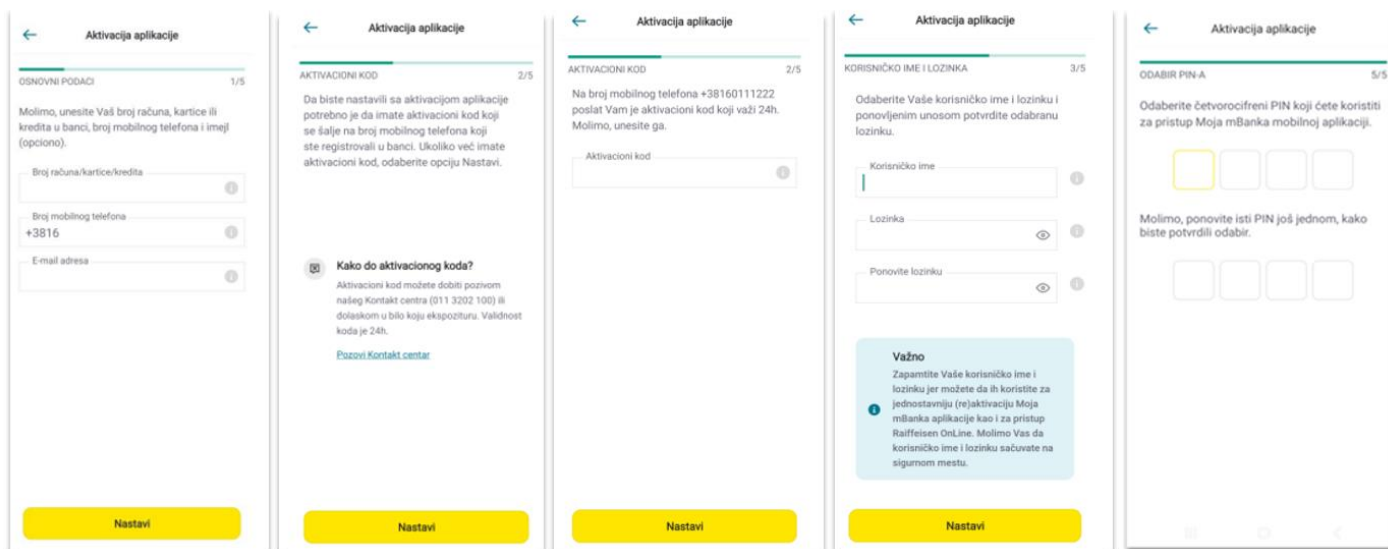 Aktivacija aplikacije
OSNOVNI PODACI 1/5
Molimo, unesite Vaš broj računa, kartice ili
kredita u banci, broj mobilnog telefona i imejl
(opciono).
Broj računa/kartice/kredita
Broj mobilnog telefona
+3816
E-mail adresa
Nastavi
Aktivacija aplikacije
AKTIVACIONI KOD 2/5
Da biste nastavili sa aktivacijom aplikacije
potrebno je da imate aktivacioni kod koji
se šalje na broj mobilnog telefona koji
ste registrovali u banci. Ukoliko već imate
aktivacioni kod, odaberite opciju Nastavi.
Kako do aktivacionog koda?
Aktivacioni kod možete dobiti pozivom
našeg Kontakt centra (011 3202 100) ili
dolaskom u bilo koju ekspozituru. Validnost
koda je 24h.
Pozovi Kontakt centar
Nastavi
Aktivacija aplikacije
AKTIVACIONI KOD 2/5
Na broj mobilnog telefona +38160111222
poslat Vam je aktivacioni kod koji važi 24h.
Molimo, unesite ga.
Aktivacioni kod
Nastavi
Aktivacija aplikacije
KORISNIČKO IME I LOZINKA 3/5
Odaberite Vaše korisničko ime i lozinku i
ponovljenim unosom potvrdite odabranu
lozinku.
Korisničko ime
Lozinka
Ponovite lozinku
Važno
Zapamtite Vaše korisničko ime i
lozinku jer možete da ih koristite za
jednostavniju (re)aktivaciju Moja
mBanka aplikacije kao i za pristup
Raiffeisen OnLine. Molimo Vas da
korisničko ime i lozinku sačuvate na
sigurnom mestu.
Nastavi
Aktivacija aplikacije
ODABIR PIN-A 5/5
Odaberite četvorocifreni PIN koji ćete koristiti
za pristup Moja mBanka mobilnoj aplikaciji.
Molimo, ponovite isti PIN još jednom, kako
biste potvrdili odabir.